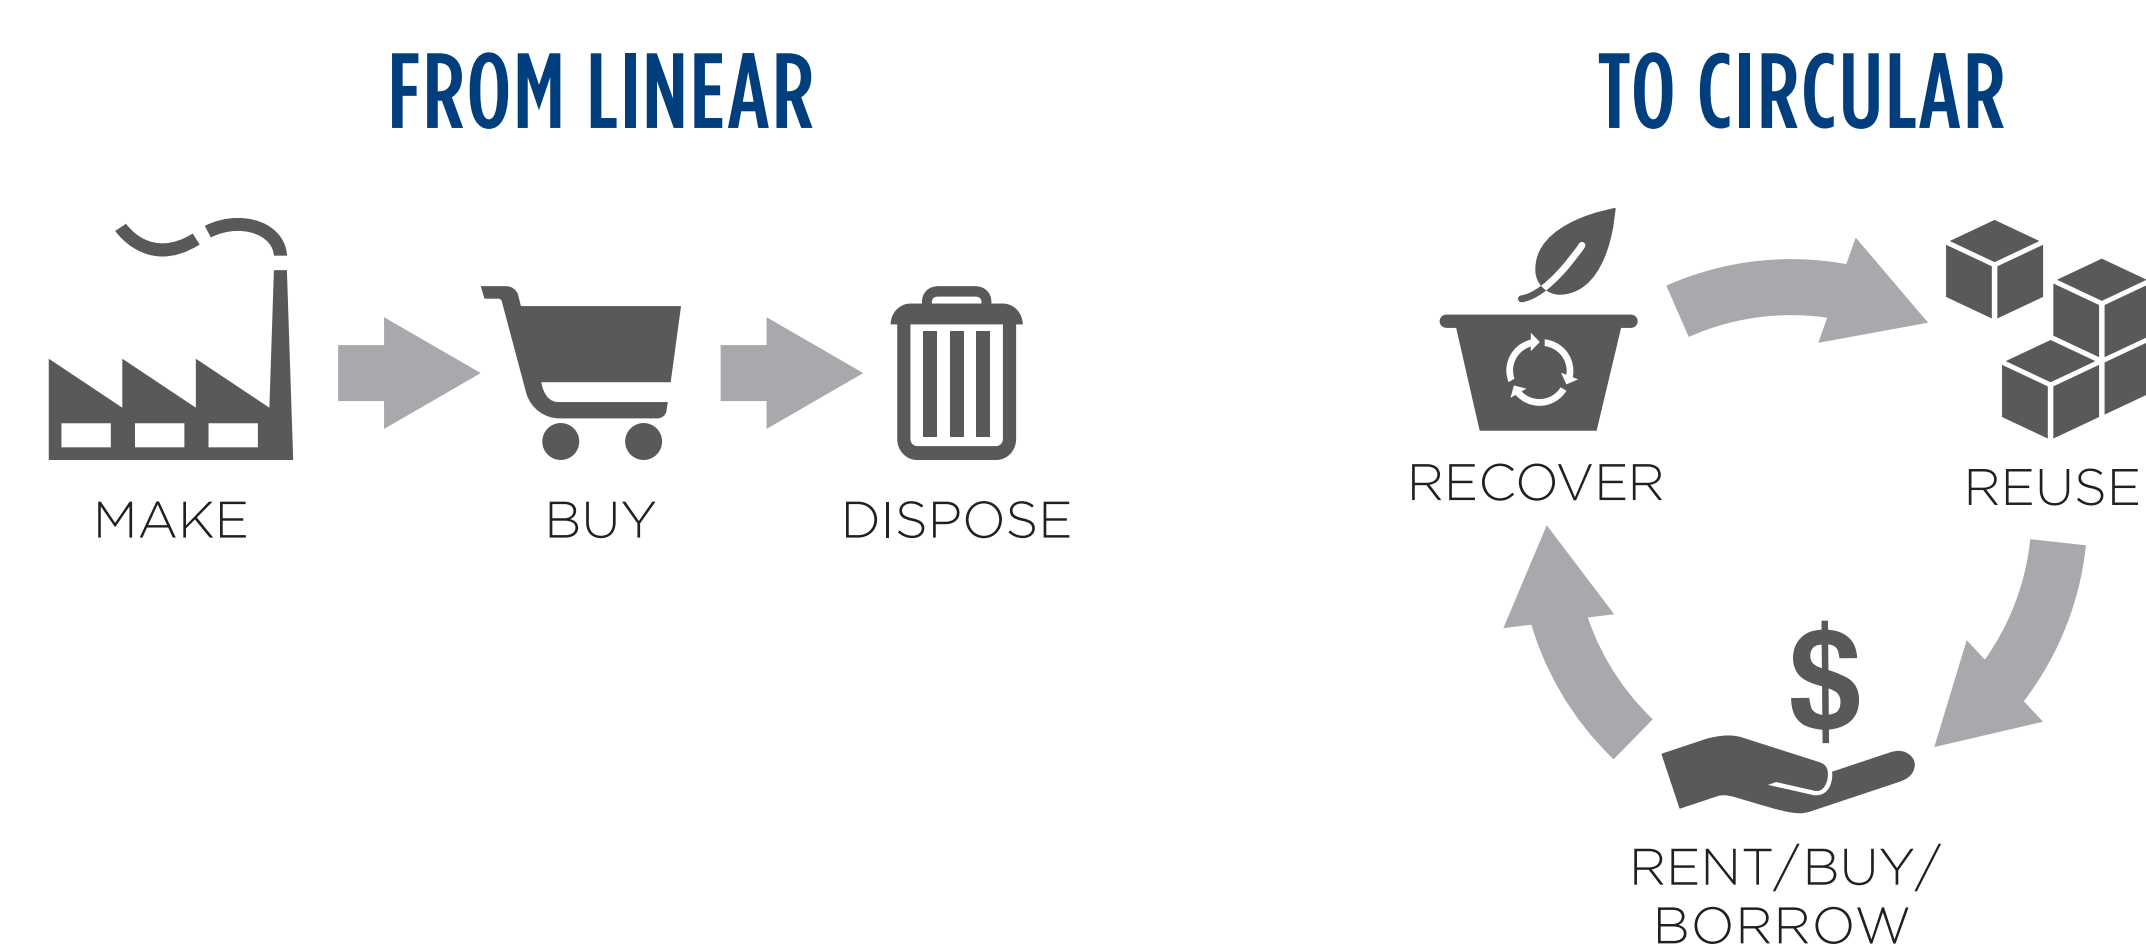 FROM LINEAR
TO CIRCULAR
MAKE
BUY
DISPOSE
RECOVER
REUSE
$
RENT/BUY/
BORROW